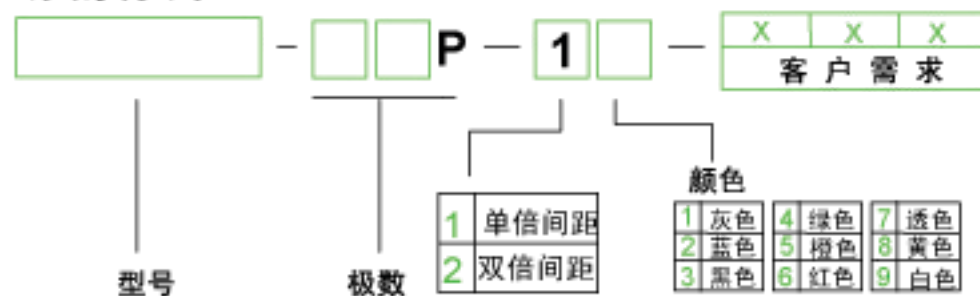 — P — 1 — X X X
客户需求
颜色
1 单倍间距
2 双倍间距
1 灰色 4 绿色 7 透色
2 蓝色 5 橙色 8 黄色
3 黑色 6 红色 9 白色
型号 极数